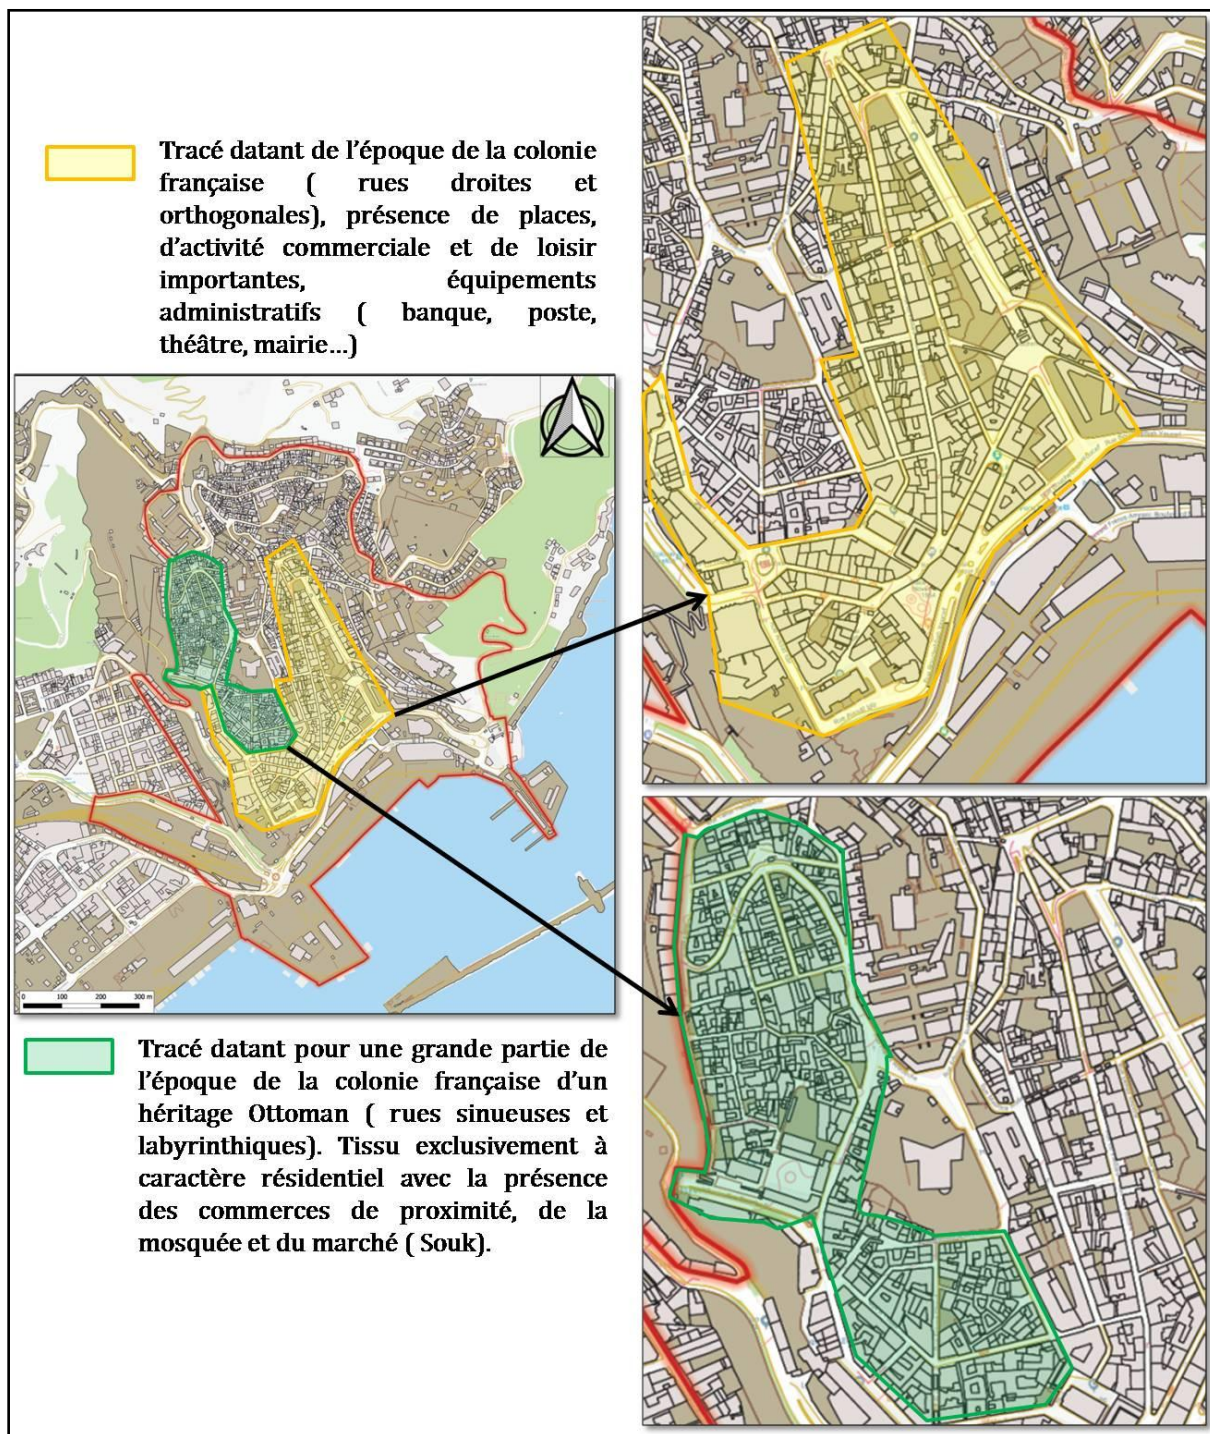 Tracé datant de l'époque de la colonie
française ( rues droites et
orthogonales), présence de places,
d'activité commerciale et de loisir
importantes, équipements
administratifs ( banque, poste,
théâtre, mairie...)
0 100 200 300 m
Tracé datant pour une grande partie de
l'époque de la colonie française d'un
héritage Ottoman ( rues sinueuses et
labyrinthiques). Tissu exclusivement à
caractère résidentiel avec la présence
des commerces de proximité, de la
mosquée et du marché ( Souk).